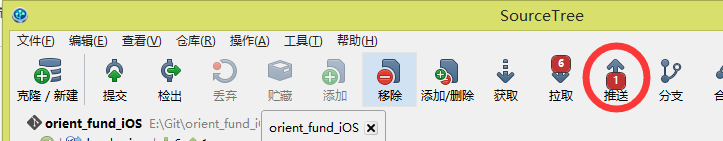 SourceTree
文件(F) 编辑(E) 查看(V) 仓库(R) 操作(A) 工具(T) 帮助(H)
6 1
克隆 / 新建 提交 检出 丢弃 贮藏 添加 移除 添加/删除 获取 拉取 推送 分支
orient_fund_iOS E:\Git\orient_fund_i
orient_fund_iOS